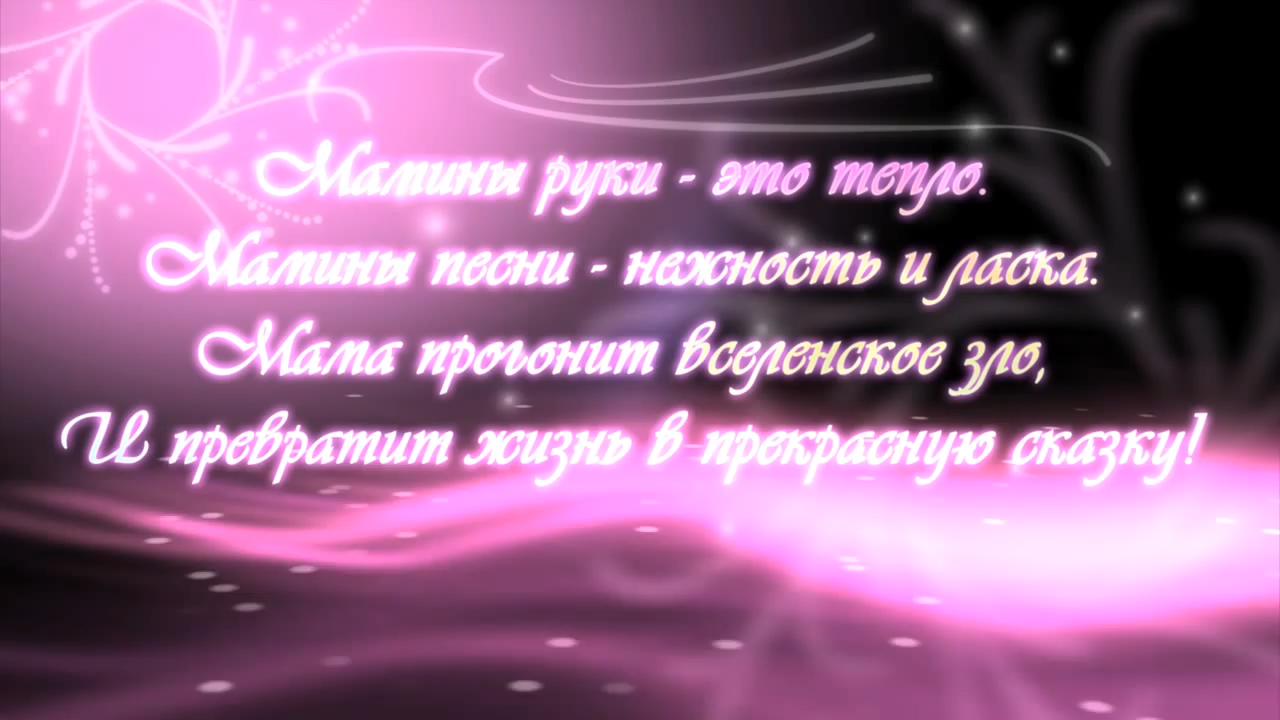 Мамины руки - это тепло.
Мамины песни - нежность и ласка.
Мама прогонит вселенское зло,
И превратит жизнь в прекрасную сказку!